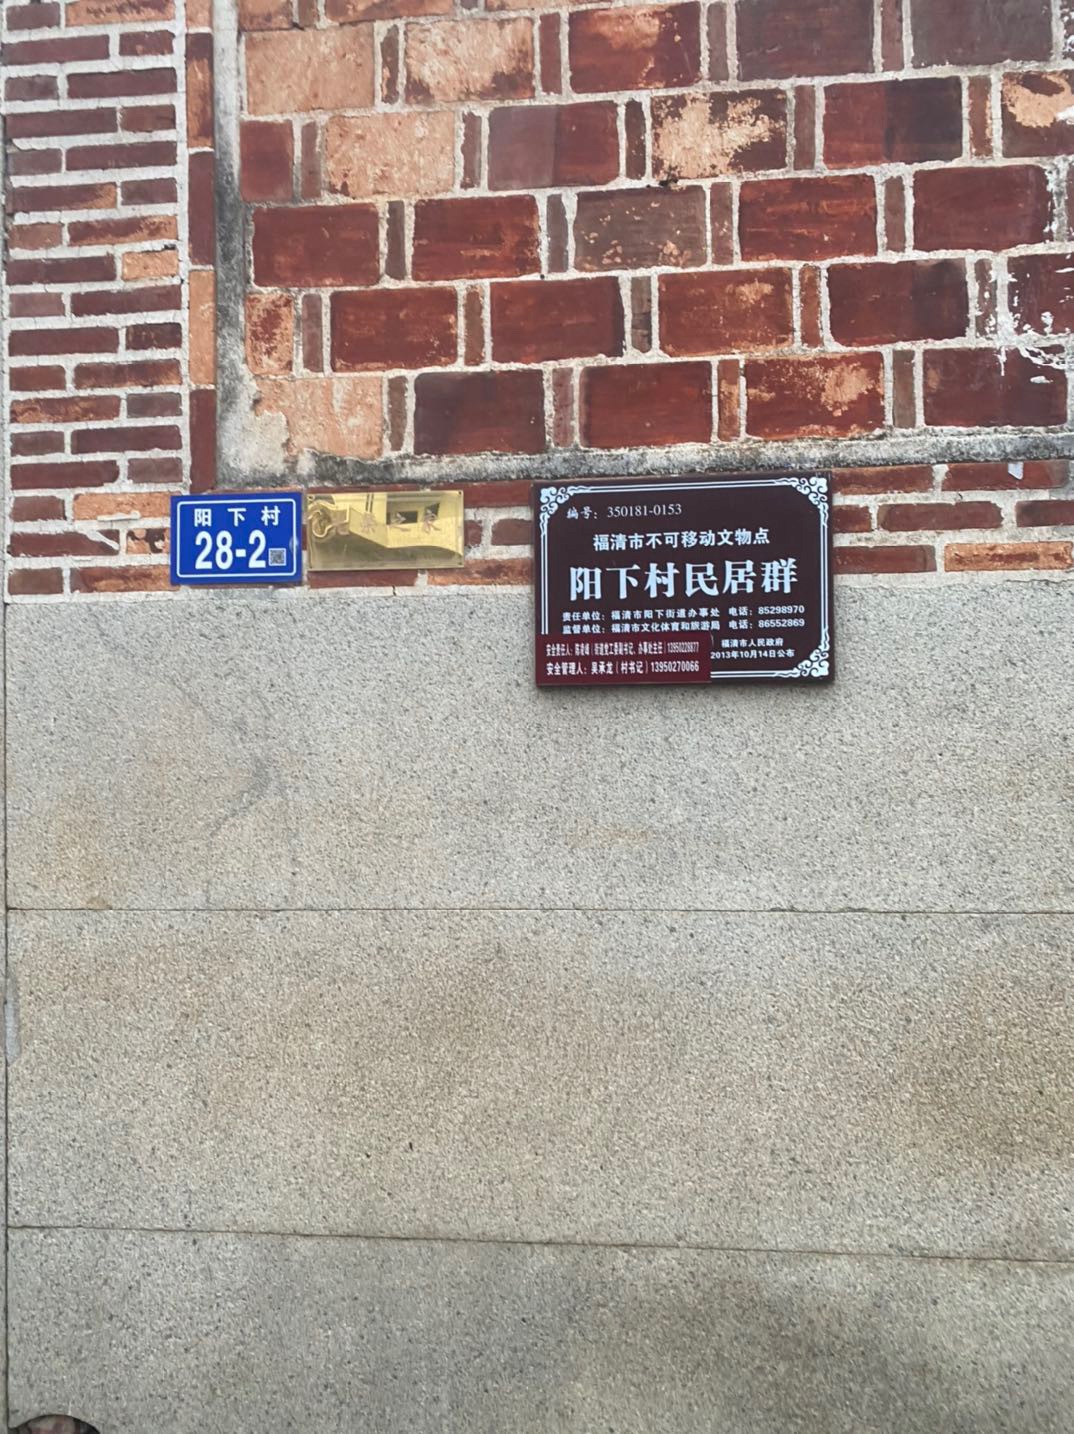 阳下村
28-2
光荣之家
编号：350181-0153
福清市不可移动文物点
阳下村民居群
责任单位：福清市阳下街道办事处 电话：85298970
监督单位：福清市文化体育和旅游局 电话：86552869
福清市人民政府
2013年10月14日公布
安全管理人：吴承龙（村书记）13950270066